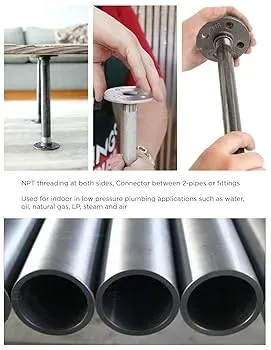 NPT threading at both sides, Connector between 2-pipes or fittings
Used for indoor in low pressure plumbing applications such as water,
oil, natural gas, LP, steam and air